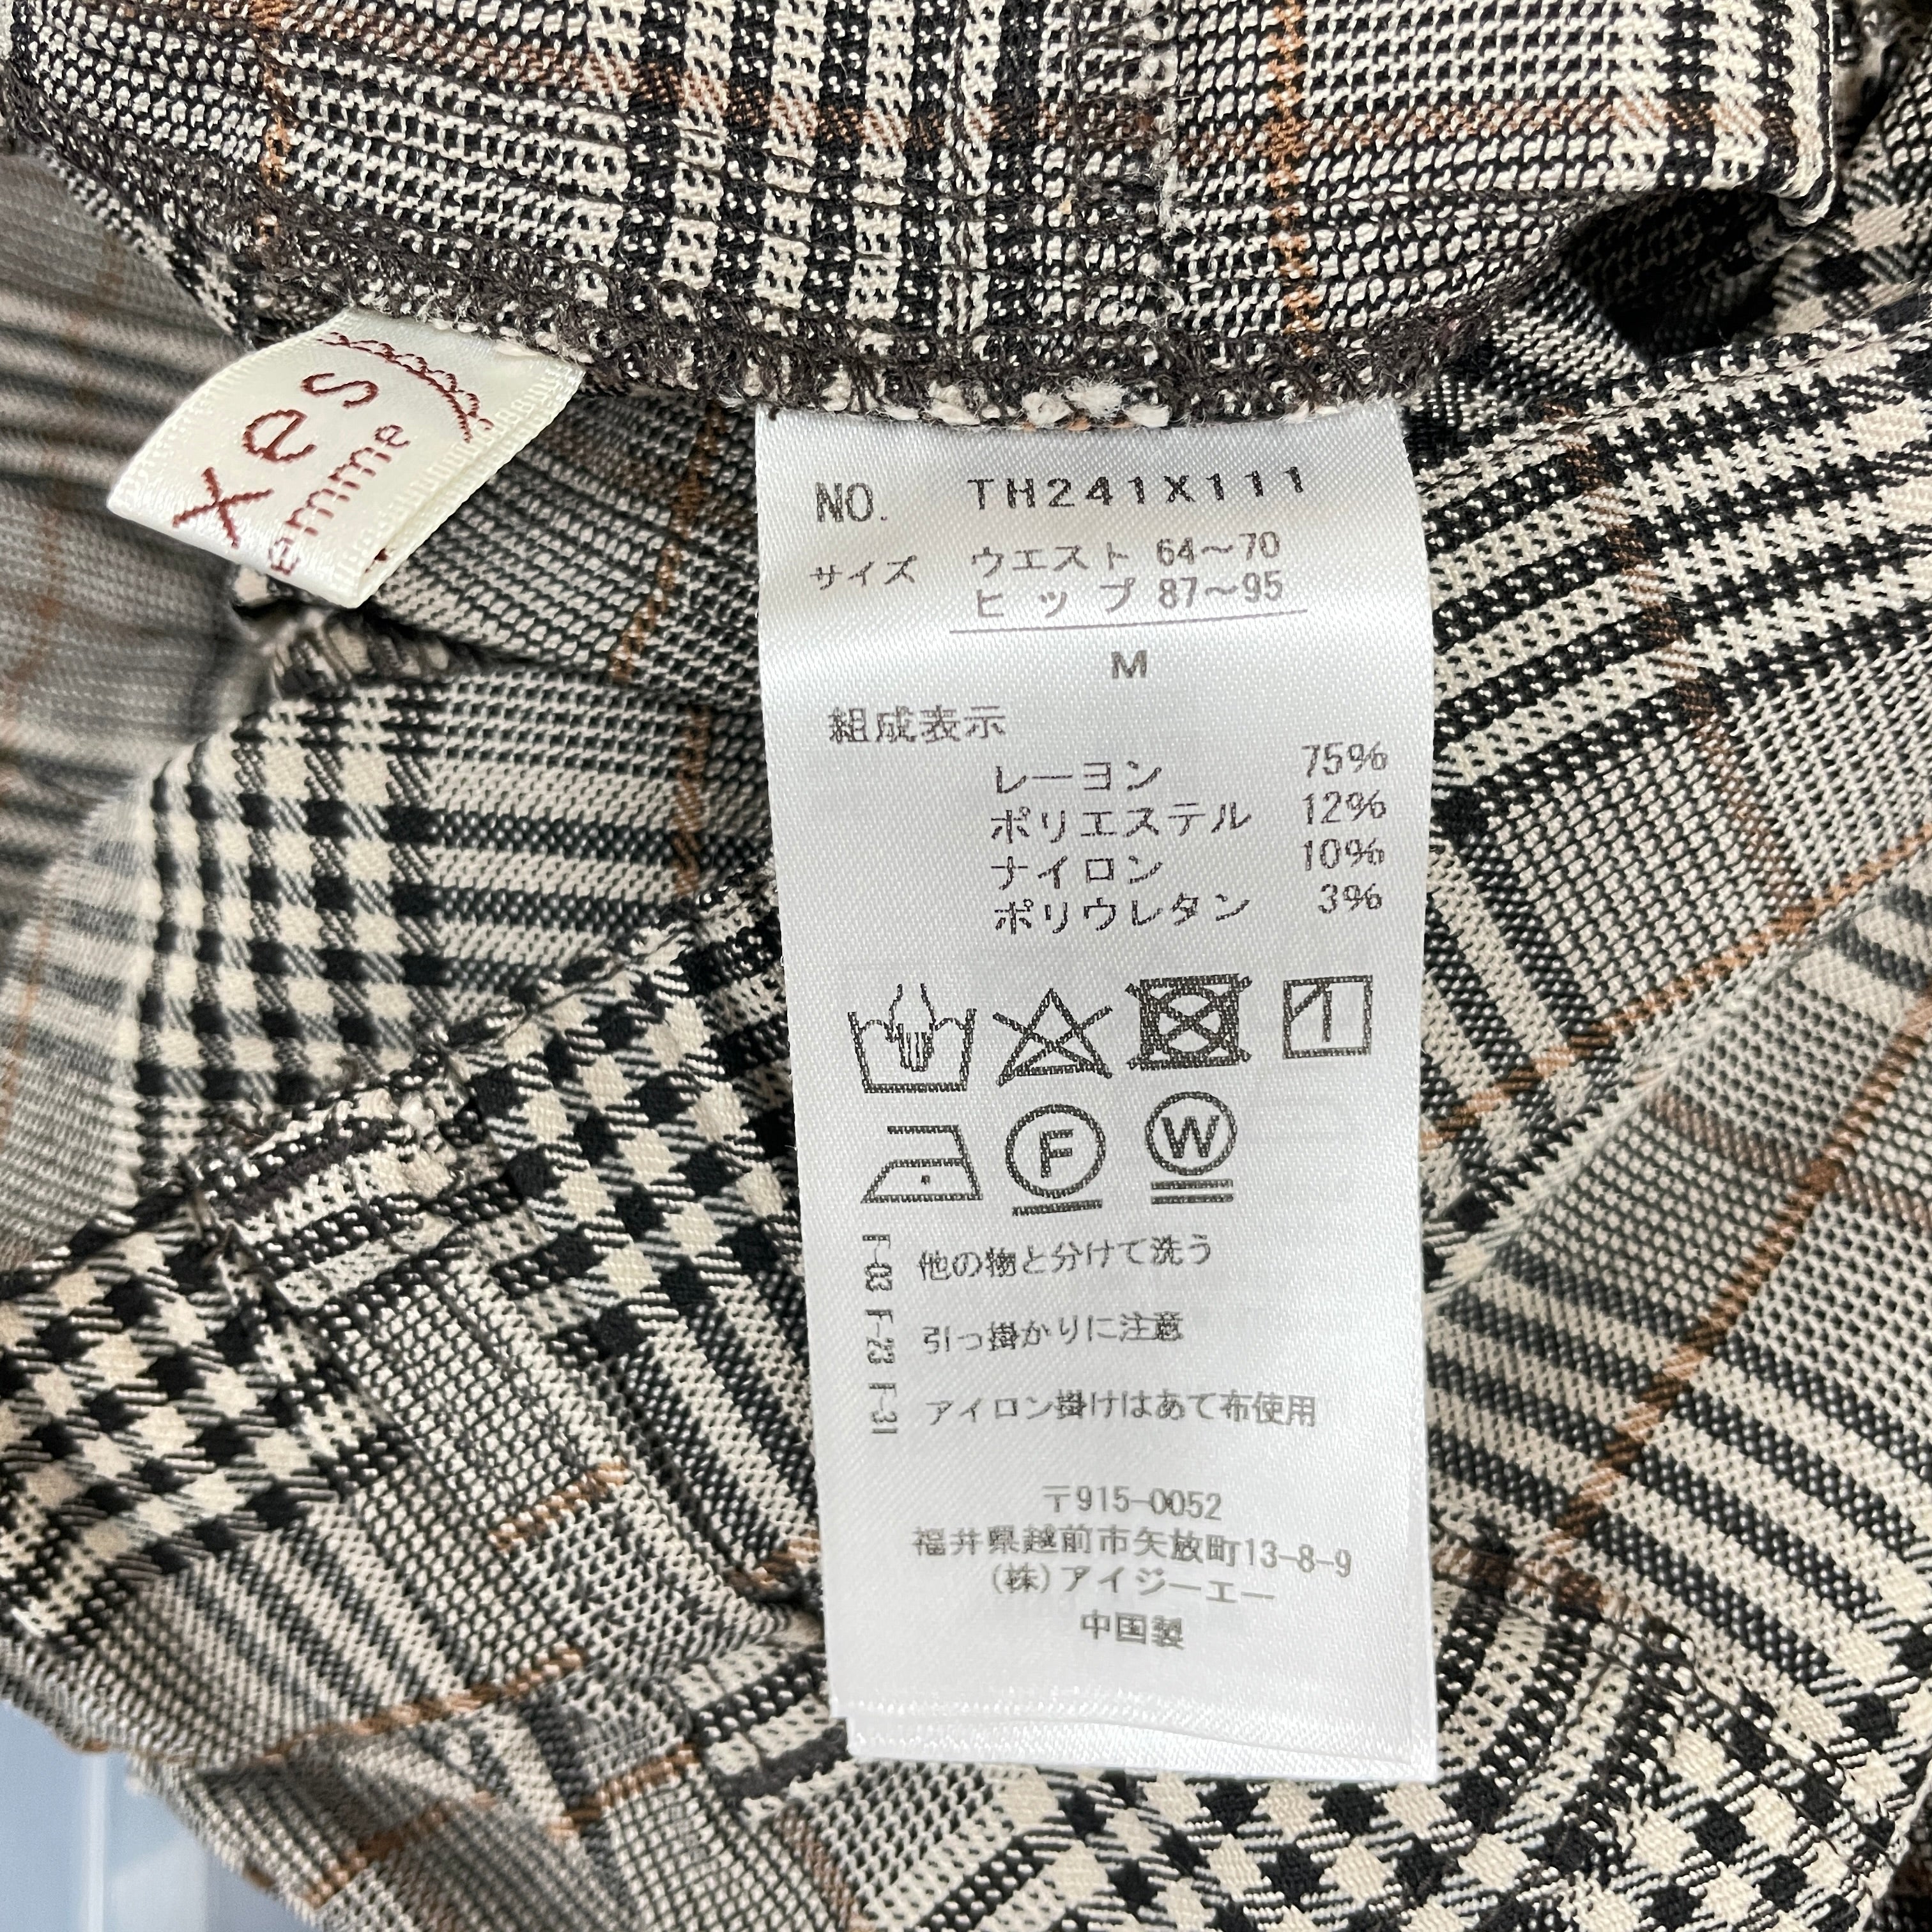 xes
emme
NO. TH241X111
サイズ ウエスト 64～70
ヒップ 87～95
M
組成表示
レーヨン 75%
ポリエステル 12%
ナイロン 10%
ポリウレタン 3%
F
W
F-03 他の物と分けて洗う
F-23 引っ掛かりに注意
F-31 アイロン掛けはあて布使用
〒915-0052
福井県越前市矢放町13-8-9
(株)アイジーエー
中国製